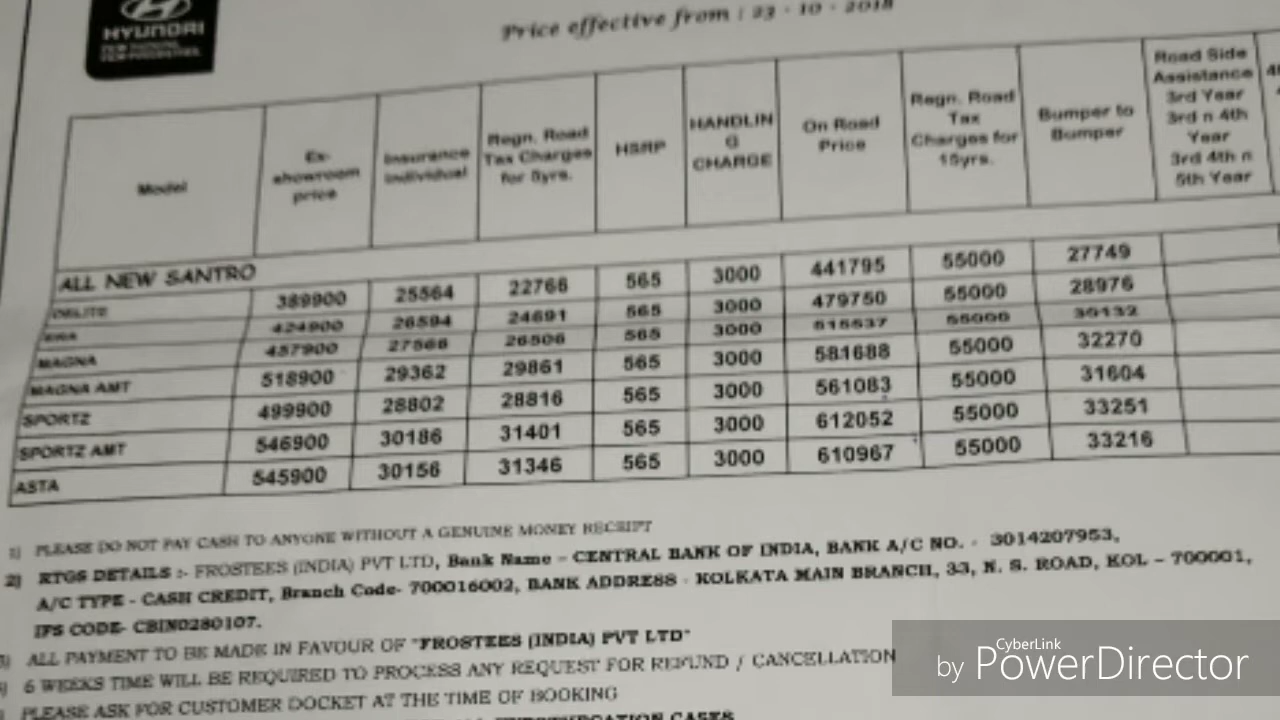 HYUNDAI
NEW THINKING.
NEW POSSIBILITIES.
Price effective from : 23 - 10 - 2018
Model Ex-showroom price Insurance Individual Regn. Road Tax Charges for 5yrs. HSRP HANDLING CHARGE On Road Price Regn. Road Tax Charges for 15yrs. Bumper to Bumper Road Side Assistance 3rd Year 3rd n 4th Year 3rd 4th n 5th Year
ALL NEW SANTRO
DELITE 389900 25564 22766 565 3000 441795 55000 27749
ERA 424900 26594 24691 565 3000 479750 55000 28976
MAGNA 457900 27566 26506 565 3000 515537 55000 30132
MAGNA AMT 518900 29362 29861 565 3000 581688 55000 32270
SPORTZ 499900 28802 28816 565 3000 561083 55000 31604
SPORTZ AMT 546900 30186 31401 565 3000 612052 55000 33251
ASTA 545900 30156 31346 565 3000 610967 55000 33216
1) PLEASE DO NOT PAY CASH TO ANYONE WITHOUT A GENUINE MONEY RECEIPT
2) RTGS DETAILS :- FROSTEES (INDIA) PVT LTD, Bank Name – CENTRAL BANK OF INDIA, BANK A/C NO. - 3014207953,
A/C TYPE - CASH CREDIT, Branch Code- 700016002, BANK ADDRESS - KOLKATA MAIN BRANCH, 33, N. S. ROAD, KOL – 700001,
IFS CODE- CBIN0280107.
3) ALL PAYMENT TO BE MADE IN FAVOUR OF "FROSTEES (INDIA) PVT LTD"
6 WEEKS TIME WILL BE REQUIRED TO PROCESS ANY REQUEST FOR REFUND / CANCELLATION
PLEASE ASK FOR CUSTOMER DOCKET AT THE TIME OF BOOKING
CASES
CyberLink
by PowerDirector